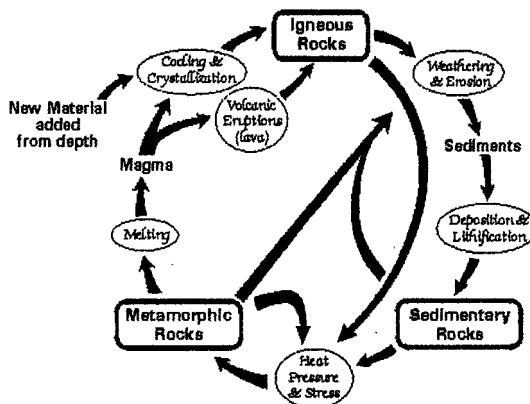 Igneous
Rocks
Cooling &
Crystallization
Weathering
& Erosion
New Material
added
from depth
Volcanic
Eruptions
(lava)
Magma
Sediments
Melting
Deposition &
Lithification
Metamorphic
Rocks
Sedimentary
Rocks
Heat
Pressure
& Stress